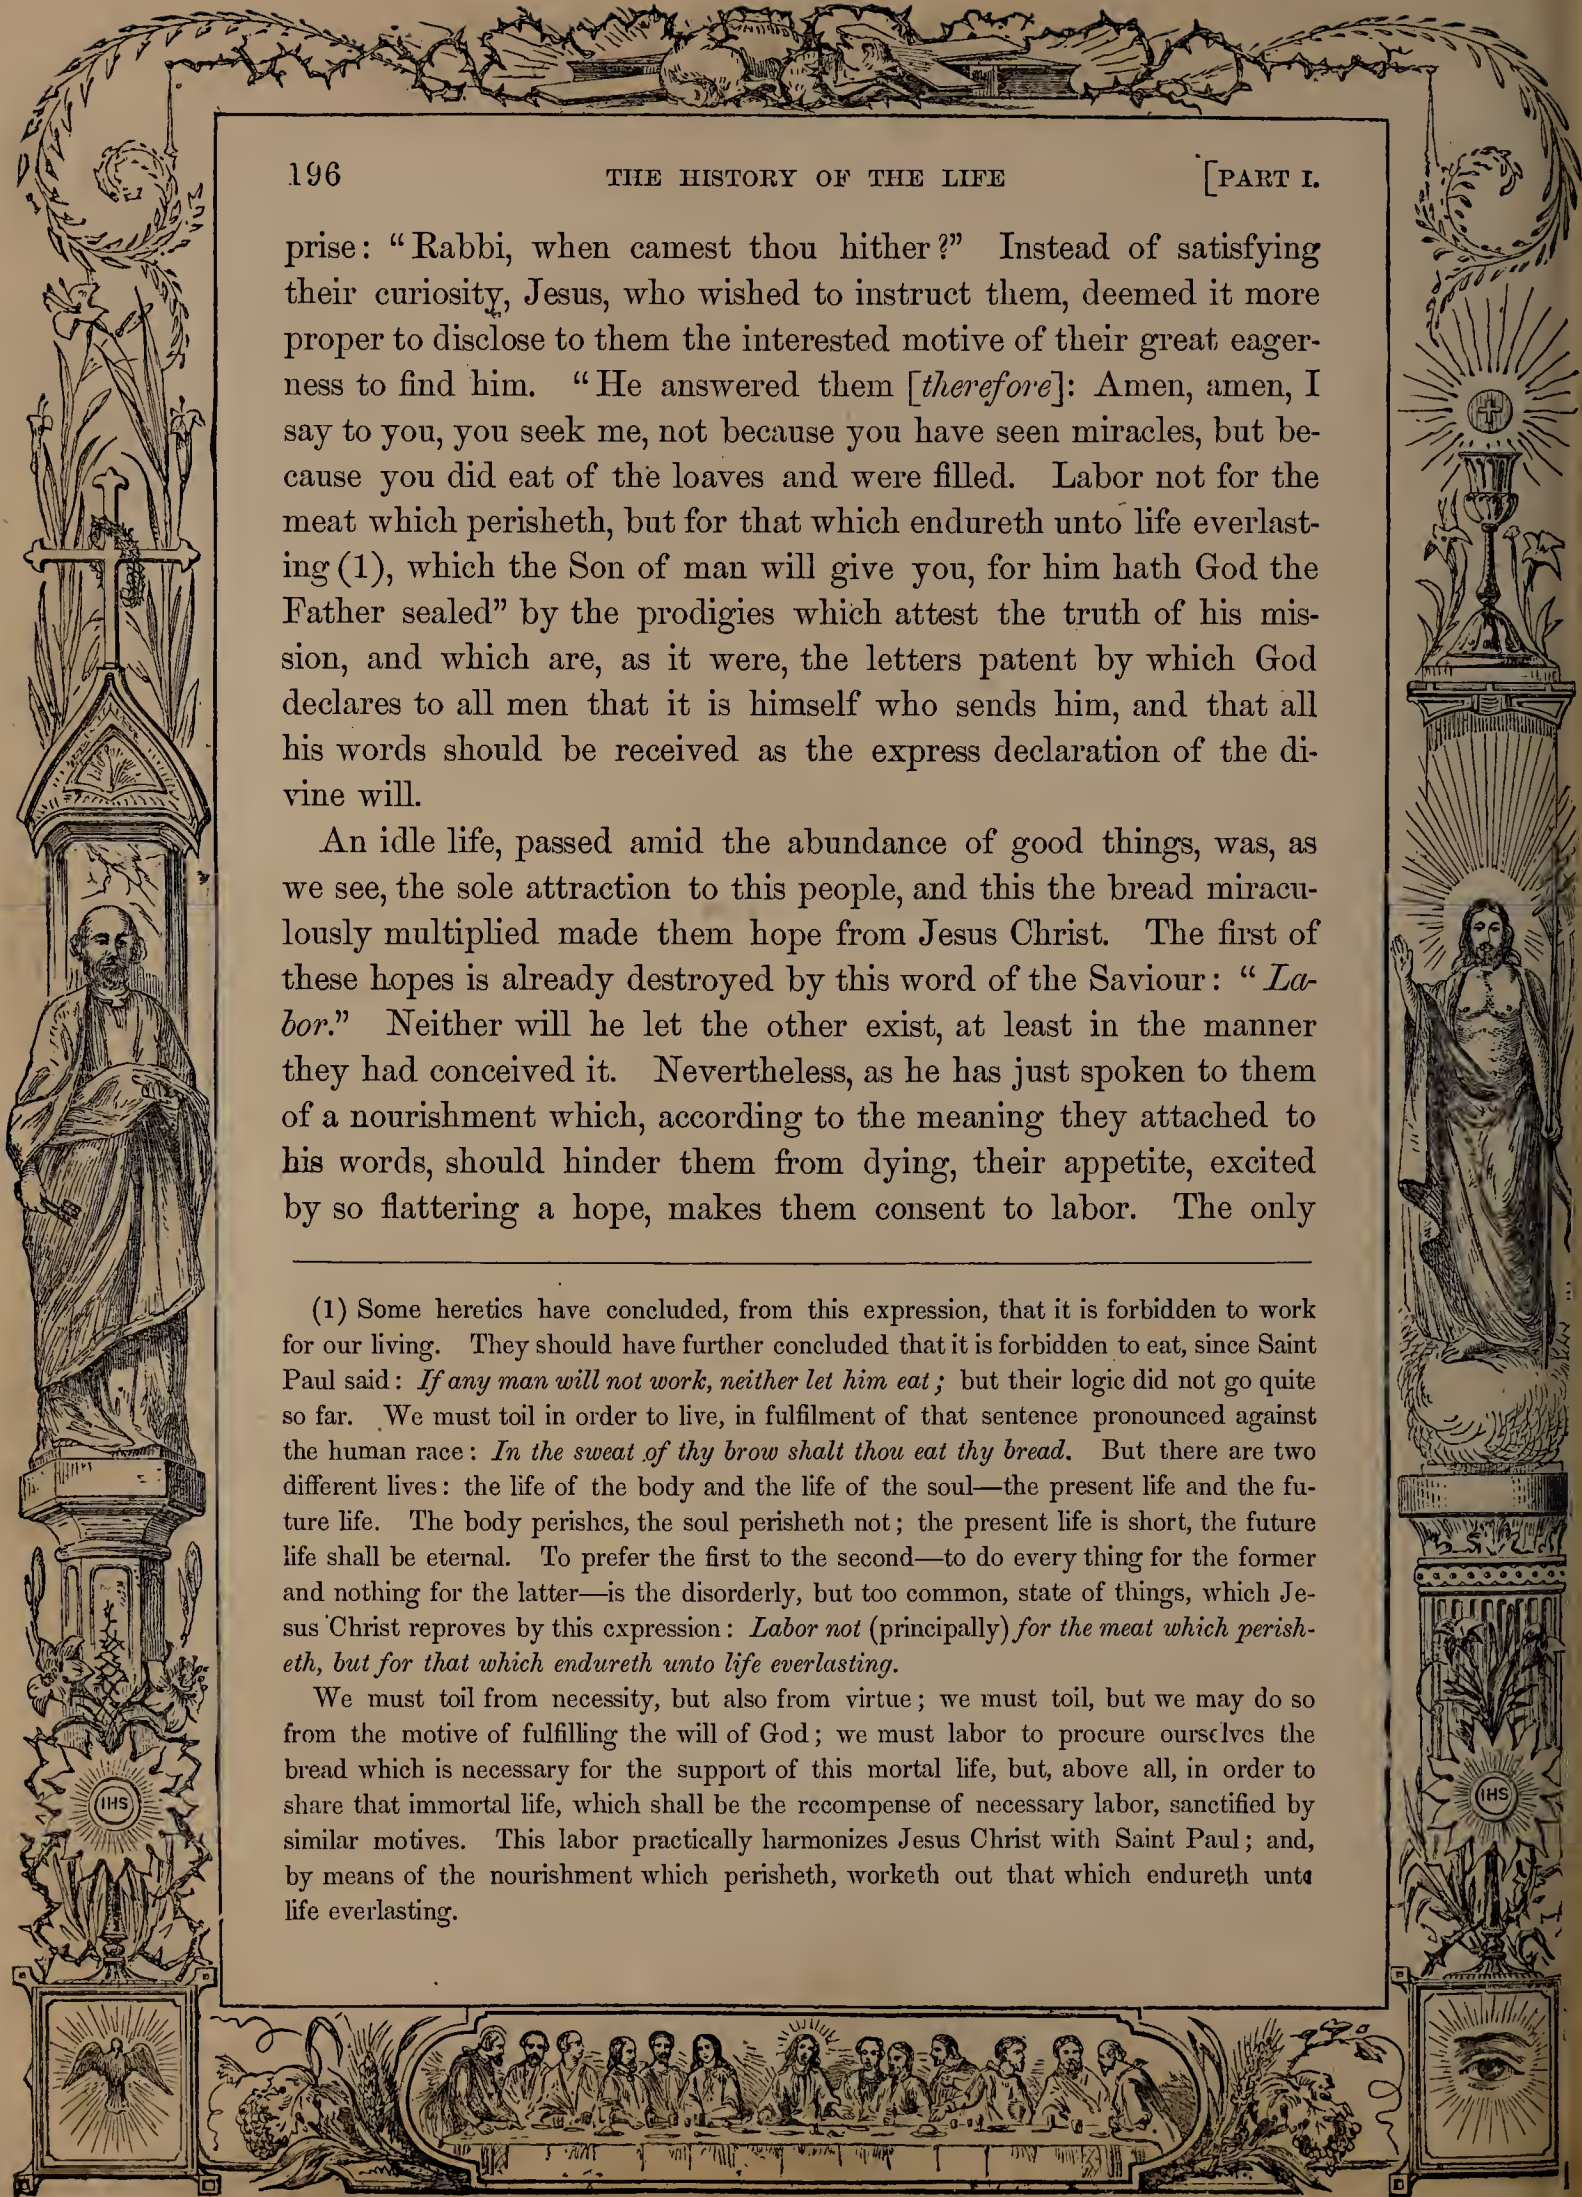 196 THE HISTORY OF THE LIFE [PART I.
prise: “Rabbi, when camest thou hither?” Instead of satisfying
their curiosity, Jesus, who wished to instruct them, deemed it more
proper to disclose to them the interested motive of their great eager-
ness to find him. “He answered them [therefore]: Amen, amen, I
say to you, you seek me, not because you have seen miracles, but be-
cause you did eat of the loaves and were filled. Labor not for the
meat which perisheth, but for that which endureth unto life everlast-
ing (1), which the Son of man will give you, for him hath God the
Father sealed” by the prodigies which attest the truth of his mis-
sion, and which are, as it were, the letters patent by which God
declares to all men that it is himself who sends him, and that all
his words should be received as the express declaration of the di-
vine will.
An idle life, passed amid the abundance of good things, was, as
we see, the sole attraction to this people, and this the bread miracu-
lously multiplied made them hope from Jesus Christ. The first of
these hopes is already destroyed by this word of the Saviour: “La-
bor.” Neither will he let the other exist, at least in the manner
they had conceived it. Nevertheless, as he has just spoken to them
of a nourishment which, according to the meaning they attached to
his words, should hinder them from dying, their appetite, excited
by so flattering a hope, makes them consent to labor. The only
(1) Some heretics have concluded, from this expression, that it is forbidden to work
for our living. They should have further concluded that it is forbidden to eat, since Saint
Paul said: If any man will not work, neither let him eat; but their logic did not go quite
so far. We must toil in order to live, in fulfilment of that sentence pronounced against
the human race: In the sweat of thy brow shalt thou eat thy bread. But there are two
different lives: the life of the body and the life of the soul—the present life and the fu-
ture life. The body perishes, the soul perisheth not; the present life is short, the future
life shall be eternal. To prefer the first to the second—to do every thing for the former
and nothing for the latter—is the disorderly, but too common, state of things, which Je-
sus Christ reproves by this expression: Labor not (principally) for the meat which perish-
eth, but for that which endureth unto life everlasting.
We must toil from necessity, but also from virtue; we must toil, but we may do so
from the motive of fulfilling the will of God; we must labor to procure ourselves the
bread which is necessary for the support of this mortal life, but, above all, in order to
share that immortal life, which shall be the recompense of necessary labor, sanctified by
similar motives. This labor practically harmonizes Jesus Christ with Saint Paul; and,
by means of the nourishment which perisheth, worketh out that which endureth unto
life everlasting.
IHS
IHS